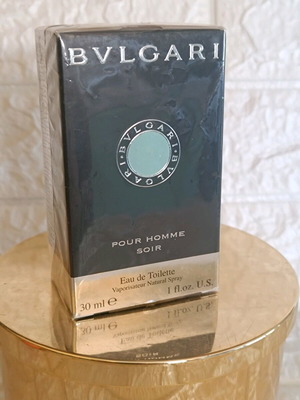 BVLGARI
BVLGARI • BVLGARI •
POUR HOMME
SOIR
Eau de Toilette
Vaporisateur Natural Spray
30 ml e 1 fl.oz. U.S.